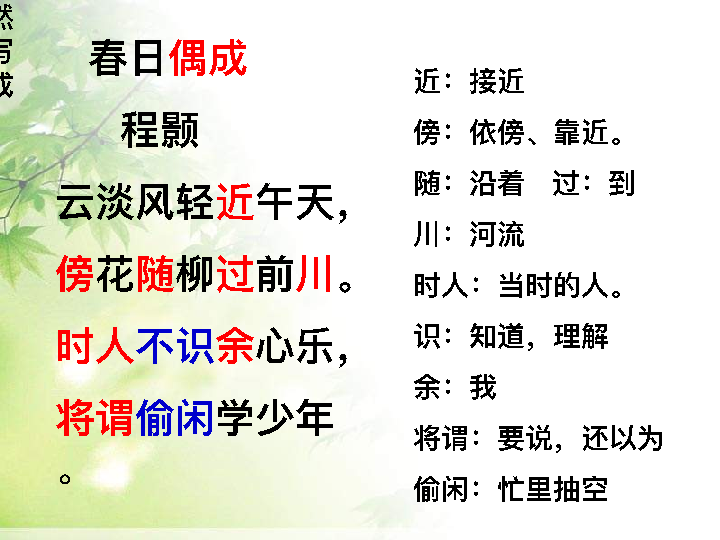 然写成
春日偶成
程颢
云淡风轻近午天，
傍花随柳过前川。
时人不识余心乐，
将谓偷闲学少年
。
近：接近
傍：依傍、靠近。
随：沿着 过：到
川：河流
时人：当时的人。
识：知道，理解
余：我
将谓：要说，还以为
偷闲：忙里抽空